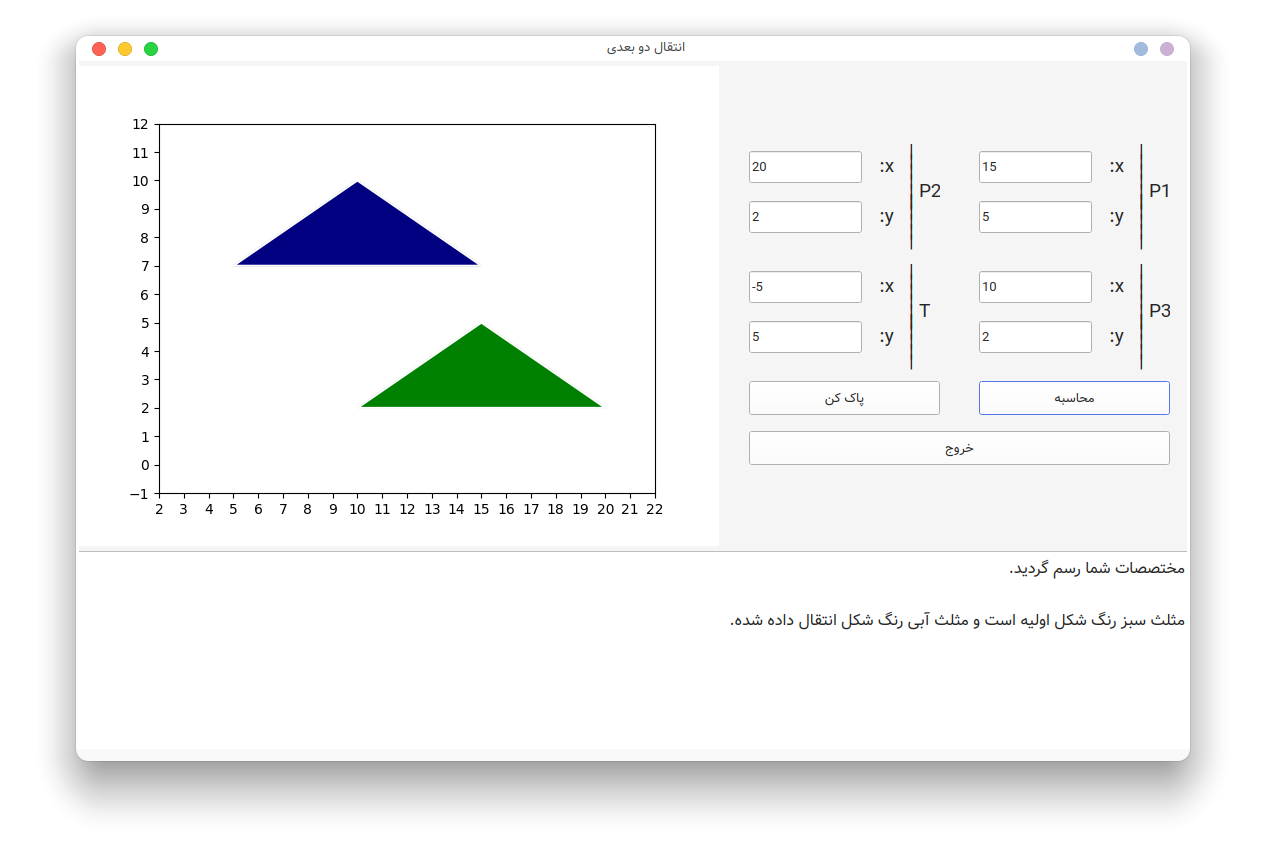 انتقال دو بعدی
12
11
10
9
8
7
6
5
4
3
2
1
0
−1
2 3 4 5 6 7 8 9 10 11 12 13 14 15 16 17 18 19 20 21 22
P1
x:
15
y:
5
P2
x:
20
y:
2
P3
x:
10
y:
2
T
x:
-5
y:
5
محاسبه
پاک کن
خروج
مختصصات شما رسم گردید.
مثلث سبز رنگ شکل اولیه است و مثلث آبی رنگ شکل انتقال داده شده.